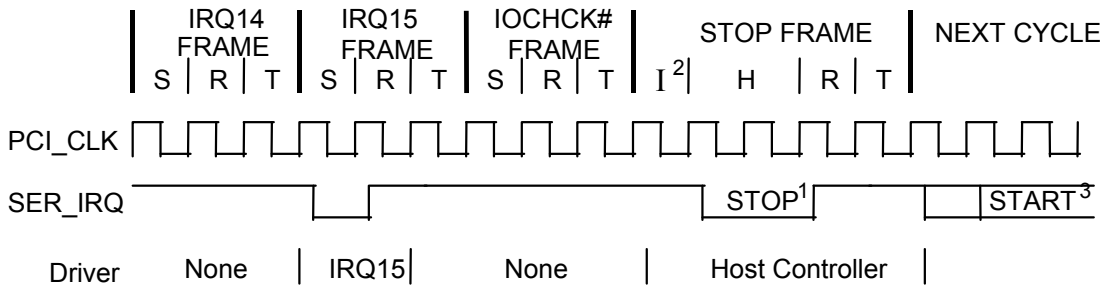 IRQ14 FRAME
IRQ15 FRAME
IOCHCK# FRAME
STOP FRAME
NEXT CYCLE
S R T S R T S R T I2 H R T
PCI_CLK
SER_IRQ STOP1 START3
Driver None IRQ15 None Host Controller